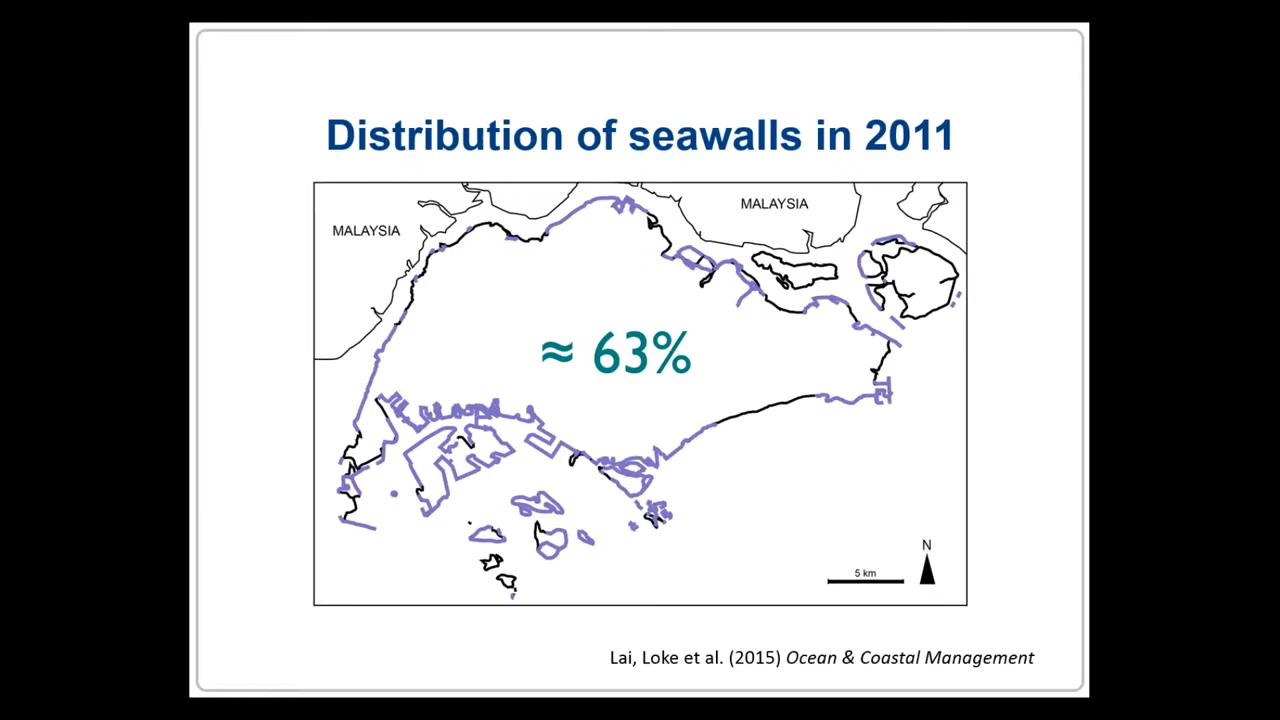 Distribution of seawalls in 2011
MALAYSIA
MALAYSIA
≈ 63%
N
5 km
Lai, Loke et al. (2015) Ocean & Coastal Management